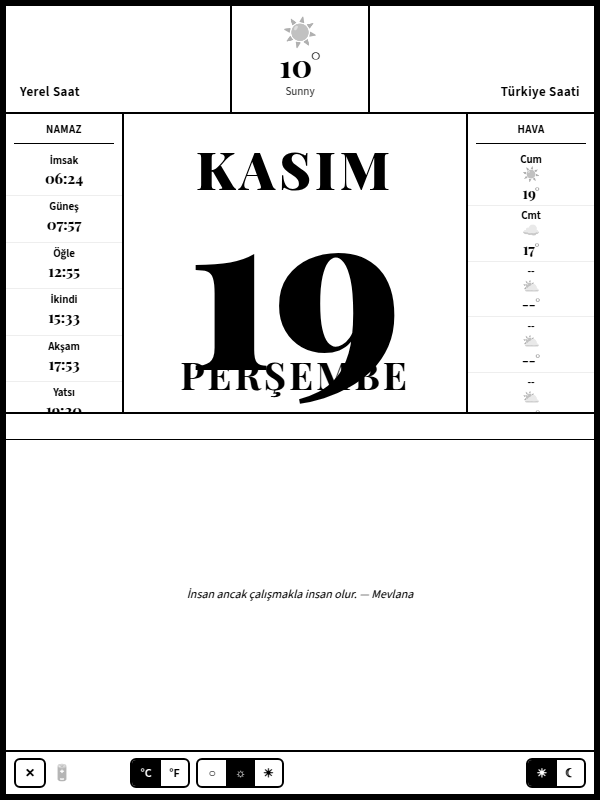 10°
Sunny
Yerel Saat
Türkiye Saati
NAMAZ
İmsak
06:24
Güneş
07:57
Öğle
12:55
İkindi
15:33
Akşam
17:53
Yatsı
KASIM
19
PERŞEMBE
HAVA
Cum
19°
Cmt
17°
--
--°
--
--°
--
İnsan ancak çalışmakla insan olur. — Mevlana
✕
°C °F